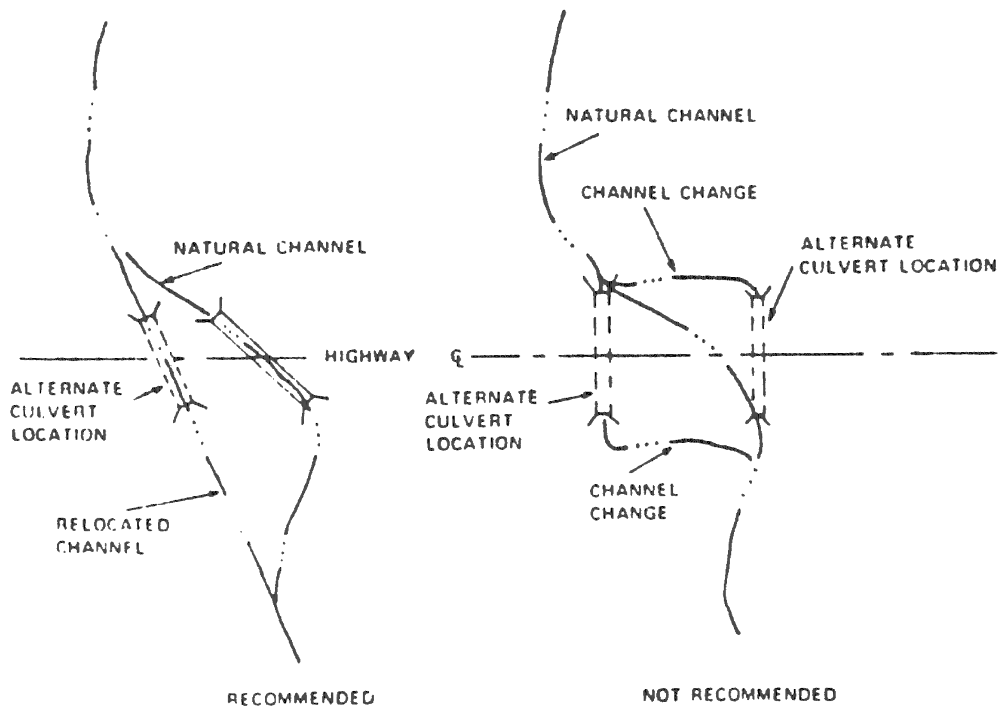 NATURAL CHANNEL
CHANNEL CHANGE
NATURAL CHANNEL
ALTERNATE
CULVERT LOCATION
HIGHWAY ℄
ALTERNATE
CULVERT
LOCATION
ALTERNATE
CULVERT
LOCATION
RELOCATED
CHANNEL
CHANNEL
CHANGE
RECOMMENDED
NOT RECOMMENDED